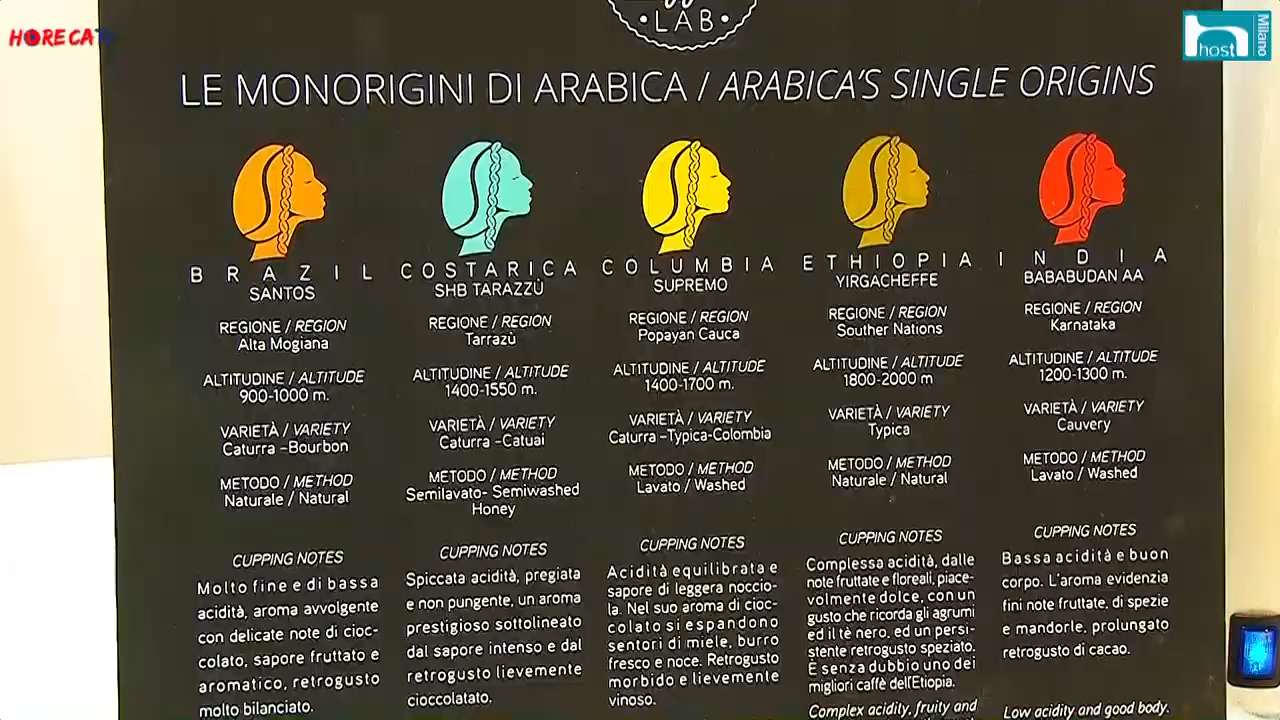 HORECATV
host
Milano
• LAB •
LE MONORIGINI DI ARABICA / ARABICA'S SINGLE ORIGINS
BRAZIL
SANTOS
REGIONE / REGION
Alta Mogiana
ALTITUDINE / ALTITUDE
900-1000 m.
VARIETÀ / VARIETY
Caturra –Bourbon
METODO / METHOD
Naturale / Natural
CUPPING NOTES
Molto fine e di bassa
acidità, aroma avvolgente
con delicate note di cioc-
colato, sapore fruttato e
aromatico, retrogusto
molto bilanciato.
COSTARICA
SHB TARAZZÙ
REGIONE / REGION
Tarrazù
ALTITUDINE / ALTITUDE
1400-1550 m.
VARIETÀ / VARIETY
Caturra –Catuai
METODO / METHOD
Semilavato- Semiwashed
Honey
CUPPING NOTES
Spiccata acidità, pregiata
e non pungente, un aroma
prestigioso sottolineato
dal sapore intenso e dal
retrogusto lievemente
cioccolatato.
COLUMBIA
SUPREMO
REGIONE / REGION
Popayan Cauca
ALTITUDINE / ALTITUDE
1400-1700 m.
VARIETÀ / VARIETY
Caturra –Typica-Colombia
METODO / METHOD
Lavato / Washed
CUPPING NOTES
Acidità equilibrata e
sapore di leggera noccio-
la. Nel suo aroma di cioc-
colato si espandono
sentori di miele, burro
fresco e noce. Retrogusto
morbido e lievemente
vinoso.
ETHIOPIA
YIRGACHEFFE
REGIONE / REGION
Souther Nations
ALTITUDINE / ALTITUDE
1800-2000 m
VARIETÀ / VARIETY
Typica
METODO / METHOD
Naturale / Natural
CUPPING NOTES
Complessa acidità, dalle
note fruttate e floreali, piace-
volmente dolce, con un
gusto che ricorda gli agrumi
ed il tè nero, ed un persi-
stente retrogusto speziato.
È senza dubbio uno dei
migliori caffè dell'Etiopia.
Complex acidity, fruity and
INDIA
BABABUDAN AA
REGIONE / REGION
Karnataka
ALTITUDINE / ALTITUDE
1200-1300 m.
VARIETÀ / VARIETY
Cauvery
METODO / METHOD
Lavato / Washed
CUPPING NOTES
Bassa acidità e buon
corpo. L'aroma evidenzia
fini note fruttate, di spezie
e mandorle, prolungato
retrogusto di cacao.
Low acidity and good body.